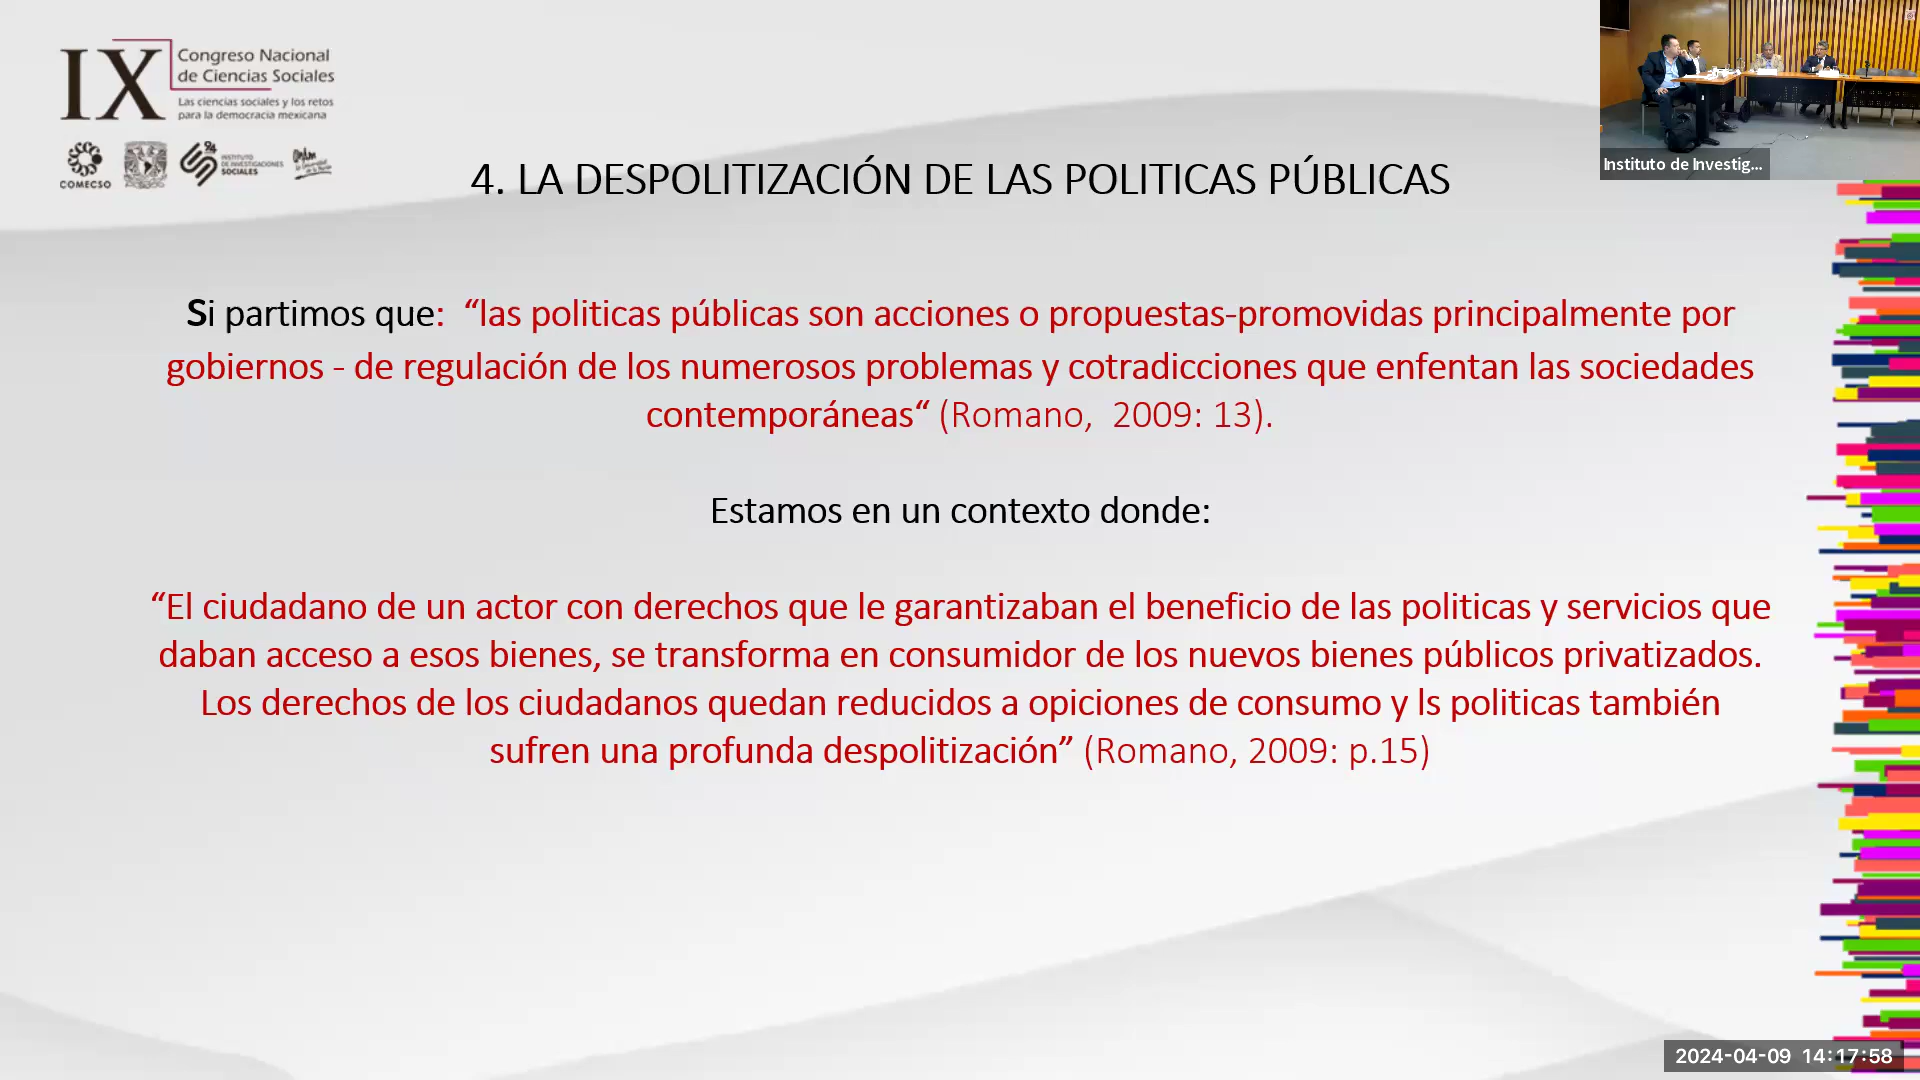 IX
Congreso Nacional
de Ciencias Sociales
Las ciencias sociales y los retos
para la democracia mexicana
COMECSO
INSTITUTO
DE INVESTIGACIONES
SOCIALES
Instituto de Investig...
4. LA DESPOLITIZACIÓN DE LAS POLITICAS PÚBLICAS
Si partimos que: “las politicas públicas son acciones o propuestas-promovidas principalmente por
gobiernos - de regulación de los numerosos problemas y cotradicciones que enfentan las sociedades
contemporáneas“ (Romano, 2009: 13).
Estamos en un contexto donde:
“El ciudadano de un actor con derechos que le garantizaban el beneficio de las politicas y servicios que
daban acceso a esos bienes, se transforma en consumidor de los nuevos bienes públicos privatizados.
Los derechos de los ciudadanos quedan reducidos a opiciones de consumo y ls politicas también
sufren una profunda despolitización” (Romano, 2009: p.15)
2024-04-09 14:17:58